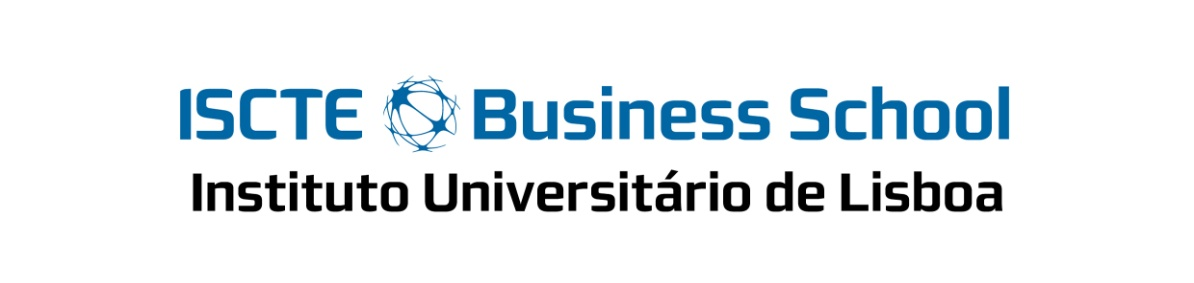 ISCTE Business School
Instituto Universitário de Lisboa